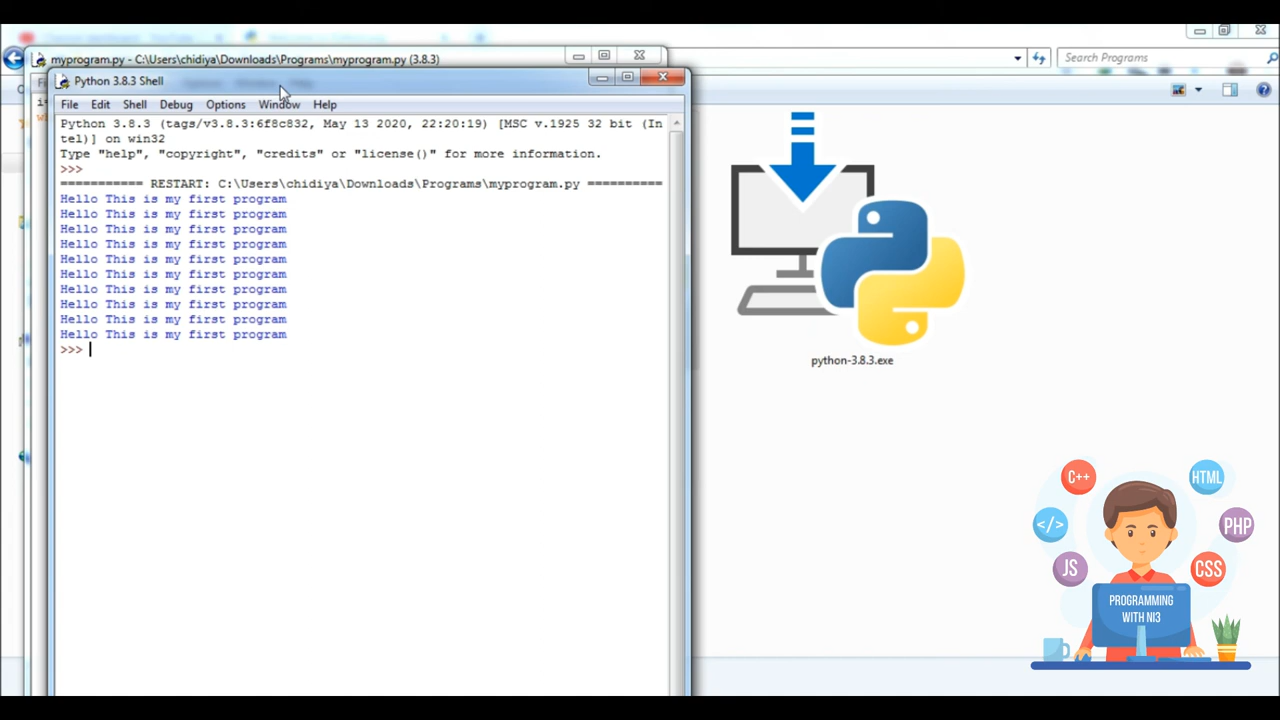 myprogram.py - C:\Users\chidiya\Downloads\Programs\myprogram.py (3.8.3)
Search Programs
Python 3.8.3 Shell
File Edit Shell Debug Options Window Help
Python 3.8.3 (tags/v3.8.3:6f8c832, May 13 2020, 22:20:19) [MSC v.1925 32 bit (In
tel)] on win32
Type "help", "copyright", "credits" or "license()" for more information.
>>>
=========== RESTART: C:\Users\chidiya\Downloads\Programs\myprogram.py ==========
Hello This is my first program
Hello This is my first program
Hello This is my first program
Hello This is my first program
Hello This is my first program
Hello This is my first program
Hello This is my first program
Hello This is my first program
Hello This is my first program
Hello This is my first program
>>>
python-3.8.3.exe
C++
HTML
</>
PHP
JS
CSS
PROGRAMMING
WITH NI3